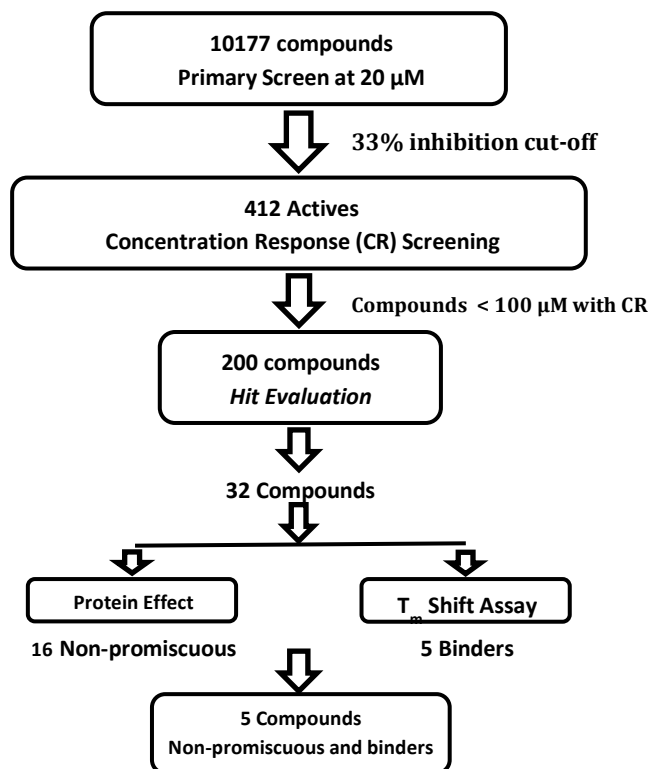 10177 compounds
Primary Screen at 20 µM
33% inhibition cut-off
412 Actives
Concentration Response (CR) Screening
Compounds < 100 µM with CR
200 compounds
Hit Evaluation
32 Compounds
Protein Effect
Tm Shift Assay
16 Non-promiscuous
5 Binders
5 Compounds
Non-promiscuous and binders